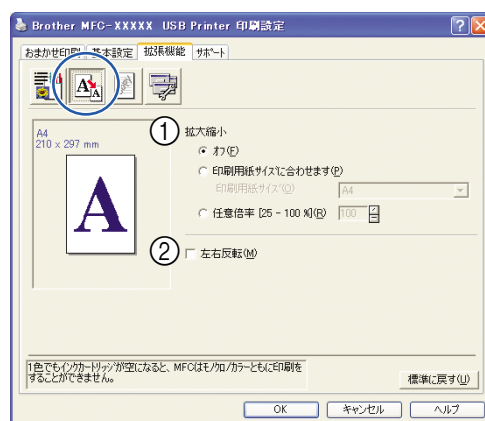 Brother MFC-XXXXX USB Printer 印刷設定
おまかせ印刷 基本設定 拡張機能 サポート
A4
210 x 297 mm
A
① 拡大縮小
オフ(F)
印刷用紙サイズに合わせます(P)
印刷用紙サイズ(O) A4
任意倍率 [25 - 100 %](R) 100
② 左右反転(M)
1色でもインクカートリッジが空になると、MFCはモノクロ/カラーともに印刷を
することができません。
標準に戻す(U)
OK キャンセル ヘルプ